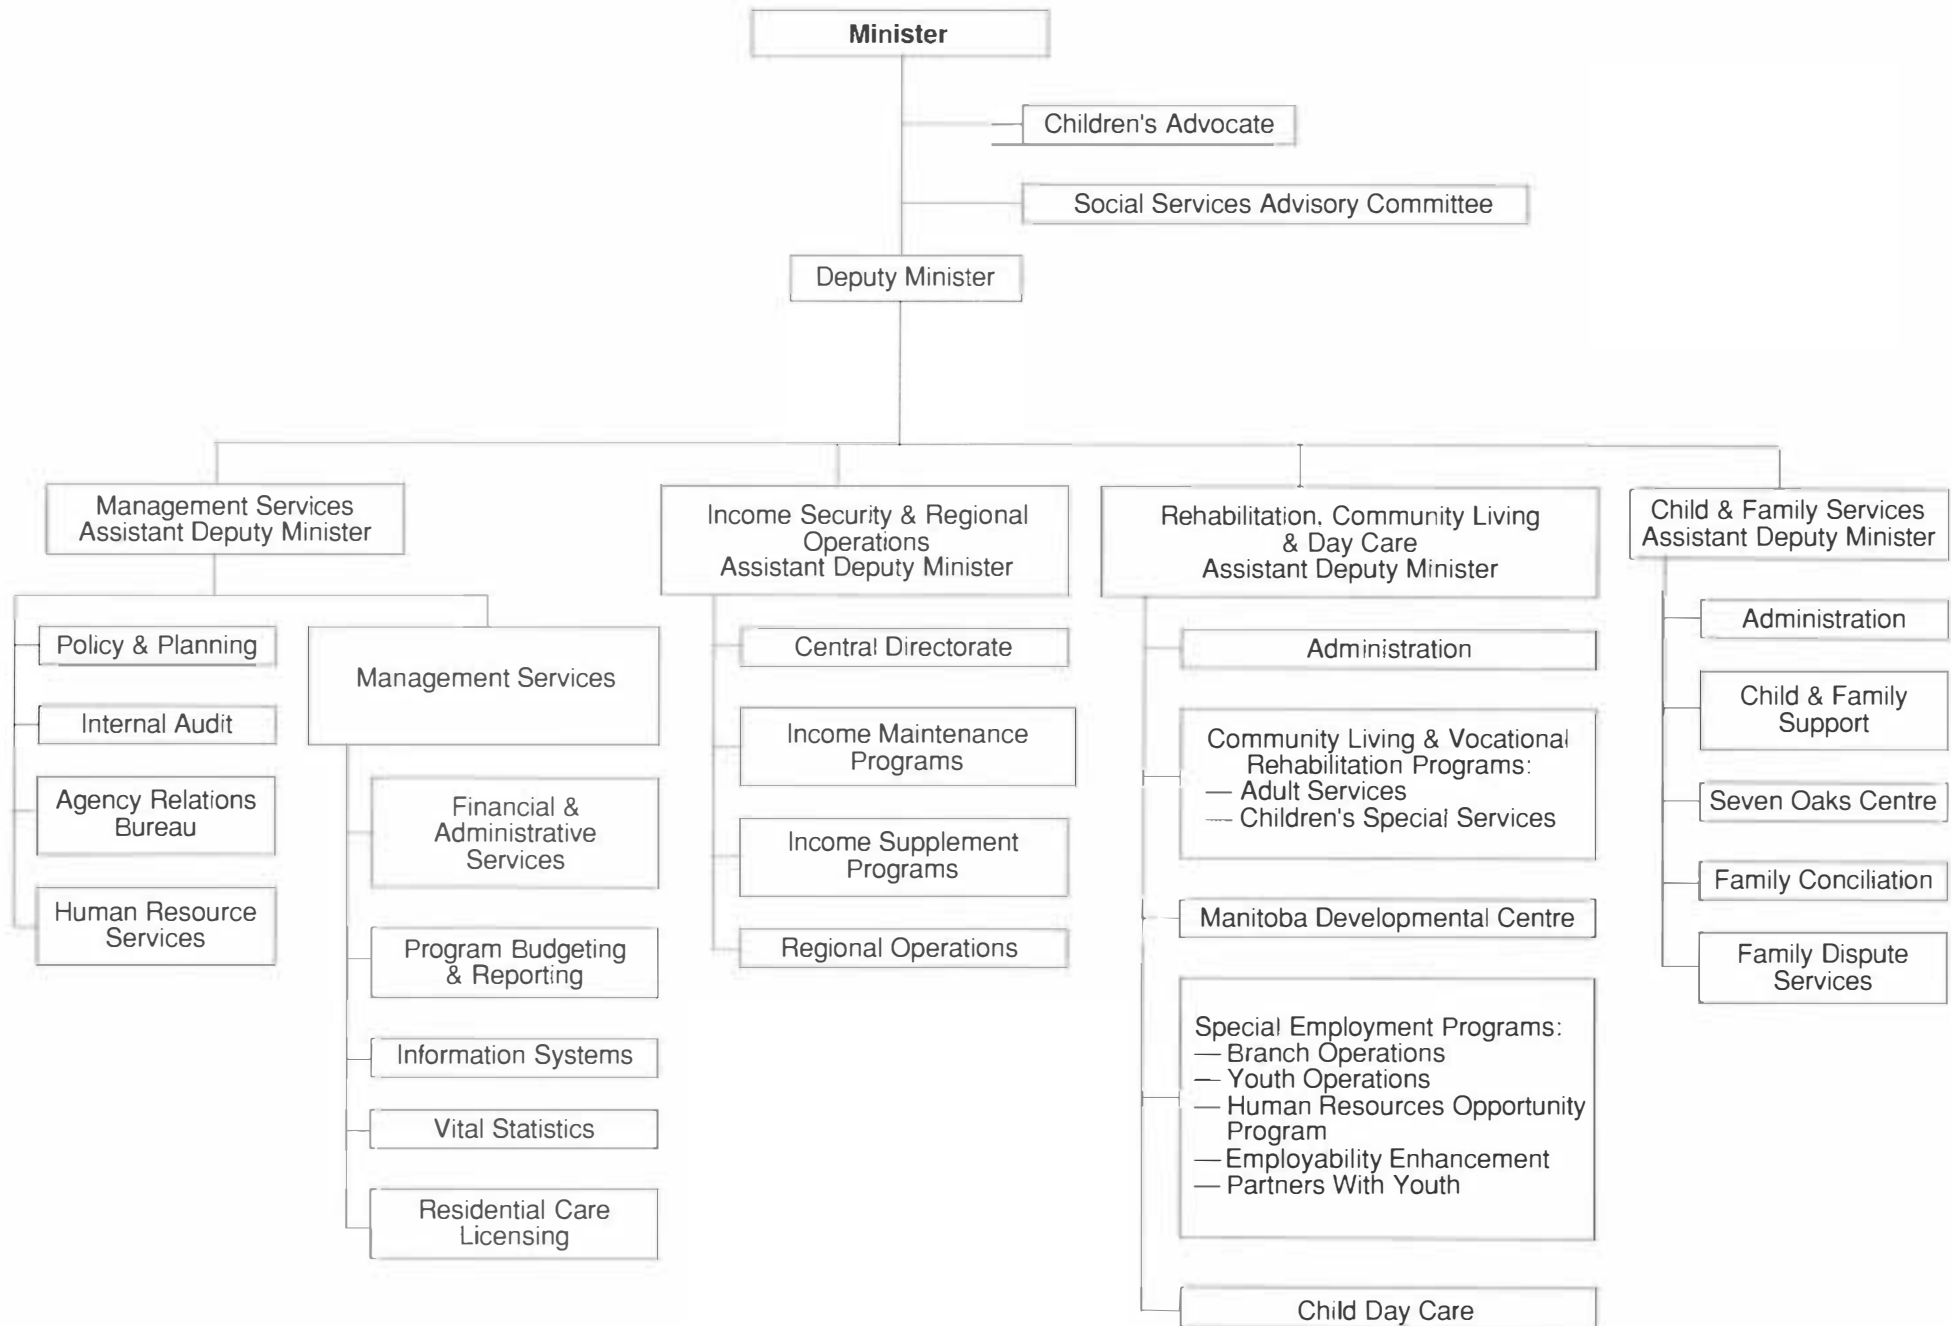 Minister
Children's Advocate
Social Services Advisory Committee
Deputy Minister
Management Services
Assistant Deputy Minister
Policy & Planning
Internal Audit
Agency Relations
Bureau
Human Resource
Services
Management Services
Financial &
Administrative
Services
Program Budgeting
& Reporting
Information Systems
Vital Statistics
Residential Care
Licensing
Income Security & Regional
Operations
Assistant Deputy Minister
Central Directorate
Income Maintenance
Programs
Income Supplement
Programs
Regional Operations
Rehabilitation, Community Living
& Day Care
Assistant Deputy Minister
Administration
Community Living & Vocational
Rehabilitation Programs:
— Adult Services
— Children's Special Services
Manitoba Developmental Centre
Special Employment Programs:
— Branch Operations
— Youth Operations
— Human Resources Opportunity
Program
— Employability Enhancement
— Partners With Youth
Child Day Care
Child & Family Services
Assistant Deputy Minister
Administration
Child & Family
Support
Seven Oaks Centre
Family Conciliation
Family Dispute
Services